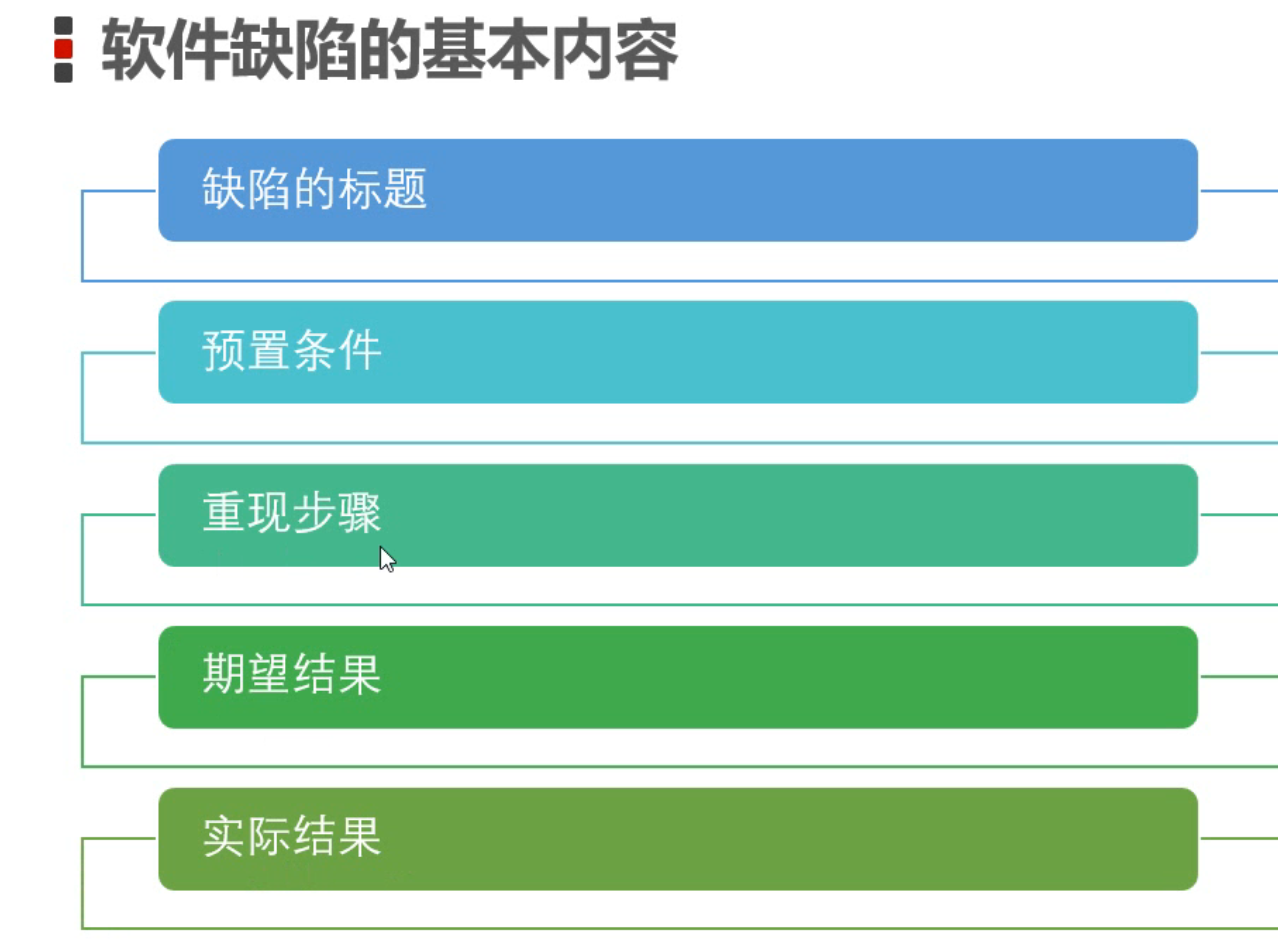 软件缺陷的基本内容
缺陷的标题
预置条件
重现步骤
期望结果
实际结果